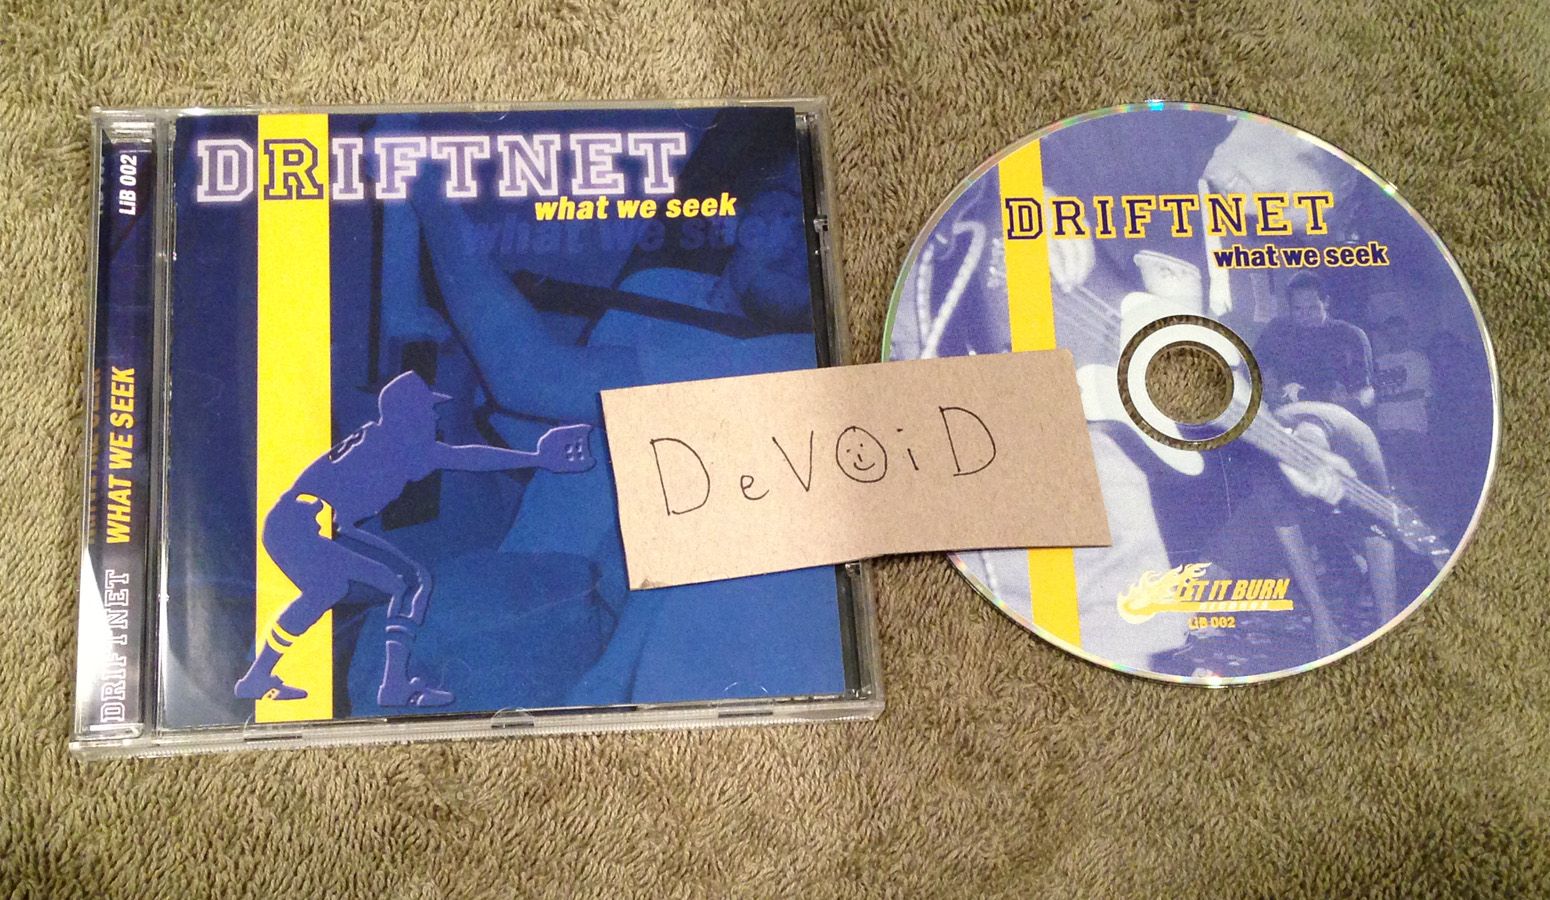 LiB 002
WHAT WE SEEK
DRIFTNET
DRIFTNET
what we seek
what we seek
DeVOiD
DRIFTNET
what we seek
LET IT BURN
RECORDS
LiB 002